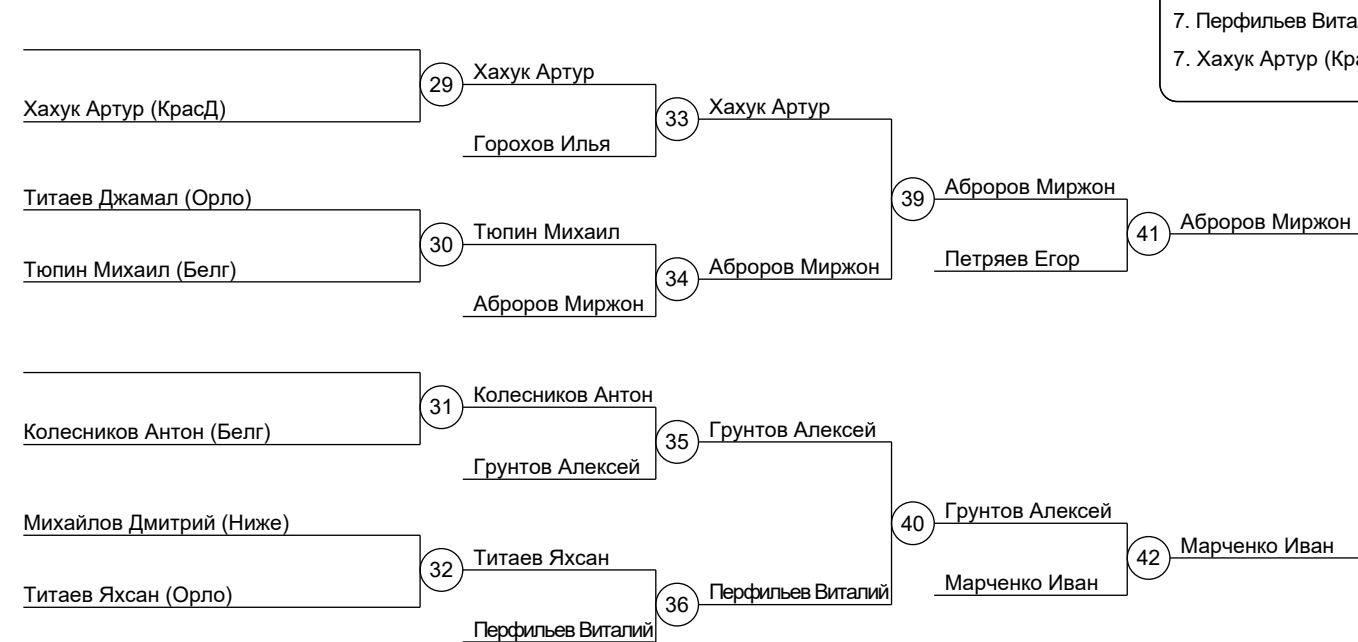 7. Перфильев Вита
7. Хахук Артур (Кра
29
Хахук Артур
Хахук Артур (КрасД)
33
Хахук Артур
Горохов Илья
Титаев Джамал (Орло)
39
Аброров Миржон
30
Тюпин Михаил
41
Аброров Миржон
Тюпин Михаил (Белг)
34
Аброров Миржон
Петряев Егор
Аброров Миржон
31
Колесников Антон
Колесников Антон (Белг)
35
Грунтов Алексей
Грунтов Алексей
Михайлов Дмитрий (Ниже)
40
Грунтов Алексей
32
Титаев Яхсан
42
Марченко Иван
Титаев Яхсан (Орло)
36
Перфильев Виталий
Марченко Иван
Перфильев Виталий